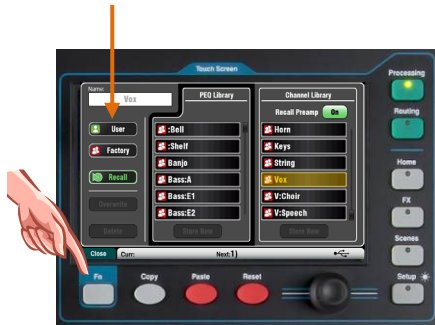 Touch Screen
Processing
Routing
Home
FX
Scenes
Setup
Name:
Vox
User
Factory
Recall
Overwrite
Delete
PEQ Library
:Bell
:Shelf
Banjo
Bass:A
Bass:E1
Bass:E2
Store New
Channel Library
Recall Preamp On
Horn
Keys
String
Vox
V:Choir
V:Speech
Store New
Close Curr: Next:1)
Fn Copy Paste Reset